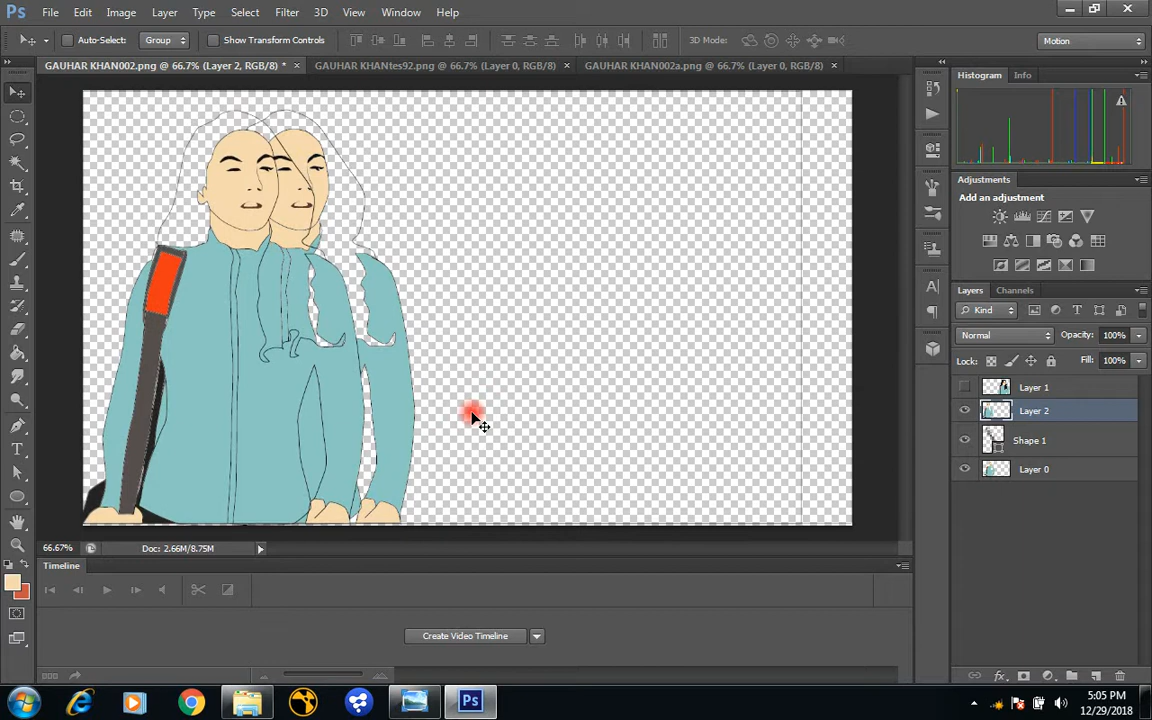 Ps File Edit Image Layer Type Select Filter 3D View Window Help
Auto-Select: Group Show Transform Controls 3D Mode: Motion
GAUHAR KHAN002.png @ 66.7% (Layer 2, RGB/8) * × GAUHAR KHANtes92.png @ 66.7% (Layer 0, RGB/8) × GAUHAR KHAN002a.png @ 66.7% (Layer 0, RGB/8) ×
Histogram Info
Adjustments
Add an adjustment
Layers Channels
Kind
Normal Opacity: 100%
Lock: Fill: 100%
Layer 1
Layer 2
Shape 1
Layer 0
66.67% Doc: 2.66M/8.75M
Timeline
Create Video Timeline
fx
Ps
5:05 PM
12/29/2018